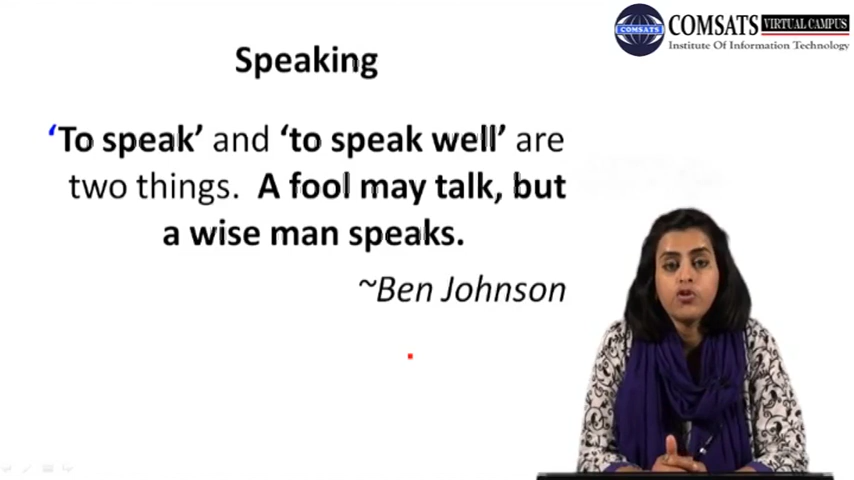 COMSATS VIRTUAL CAMPUS
Institute Of Information Technology
COMSATS
Speaking
‘To speak’ and ‘to speak well’ are
two things. A fool may talk, but
a wise man speaks.
~Ben Johnson